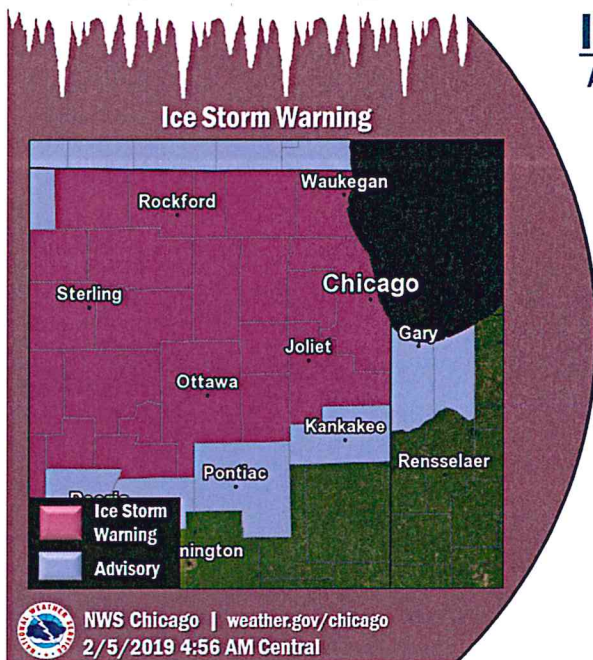 Ice Storm Warning
Waukegan
Rockford
Chicago
Sterling
Gary
Joliet
Ottawa
Kankakee
Rensselaer
Pontiac
Ice Storm
Warning
mington
Advisory
NWS Chicago | weather.gov/chicago
2/5/2019 4:56 AM Central